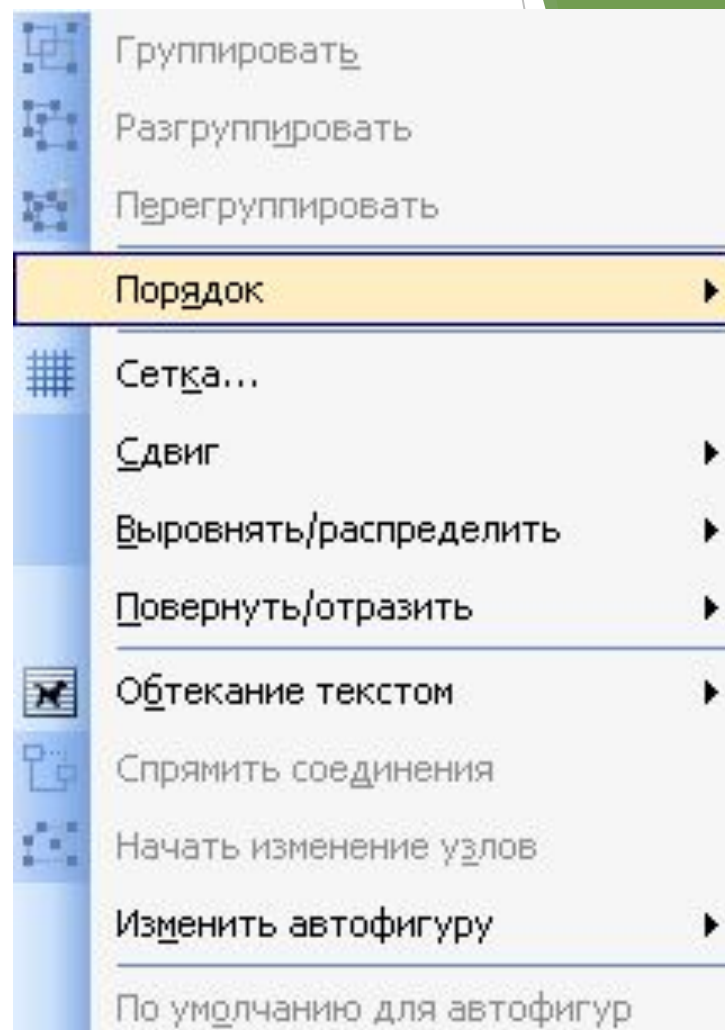 Группировать
Разгруппировать
Перегруппировать
Порядок
Сетка...
Сдвиг
Выровнять/распределить
Повернуть/отразить
Обтекание текстом
Спрямить соединения
Начать изменение узлов
Изменить автофигуру
По умолчанию для автофигур